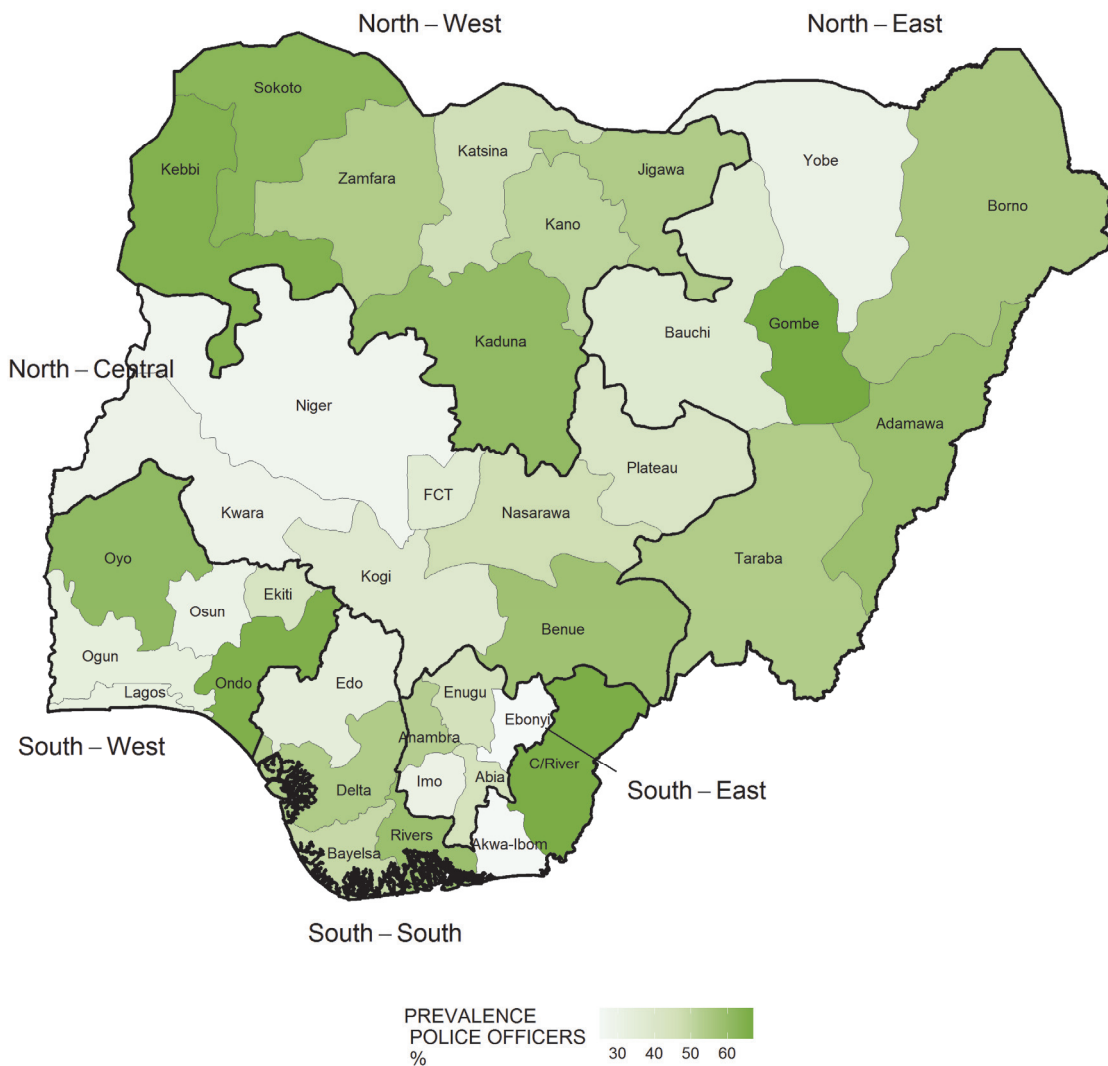 North – West
North – East
Sokoto
Katsina
Yobe
Kebbi
Zamfara
Jigawa
Borno
Kano
Gombe
Bauchi
Kaduna
North – Central
Niger
Adamawa
Plateau
FCT
Nasarawa
Kwara
Oyo
Taraba
Kogi
Ekiti
Osun
Benue
Ogun
Ondo
Edo
Lagos
Enugu
Ebonyi
Anambra
South – West
C/River
Imo
Abia
Delta
South – East
Rivers
Akwa-Ibom
Bayelsa
South – South
PREVALENCE
POLICE OFFICERS
%
30 40 50 60